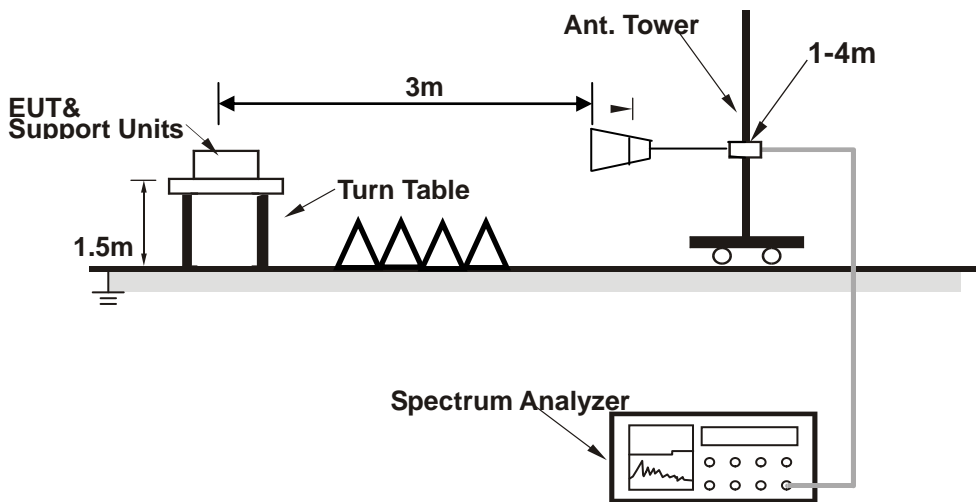 Ant. Tower
1-4m
3m
EUT&
Support Units
Turn Table
1.5m
Spectrum Analyzer